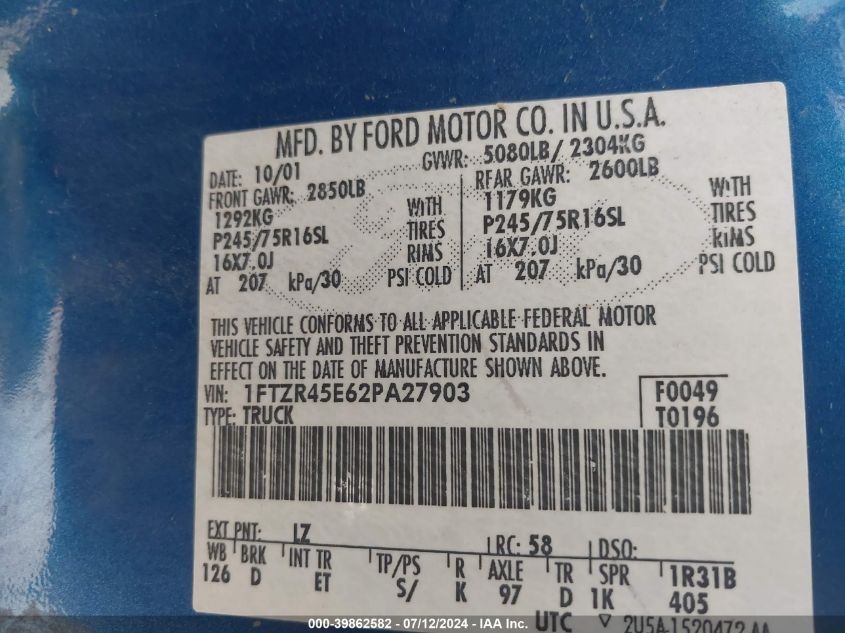 MFD. BY FORD MOTOR CO. IN U.S.A.
DATE: 10/01 GVWR: 5080LB/ 2304KG
FRONT GAWR: 2850LB REAR GAWR: 2600LB
1292KG WITH 1179KG WITH
P245/75R16SL TIRES P245/75R16SL TIRES
16X7.0J RIMS 16X7.0J RIMS
AT 207 kPa/30 PSI COLD AT 207 kPa/30 PSI COLD
THIS VEHICLE CONFORMS TO ALL APPLICABLE FEDERAL MOTOR
VEHICLE SAFETY AND THEFT PREVENTION STANDARDS IN
EFFECT ON THE DATE OF MANUFACTURE SHOWN ABOVE.
VIN: 1FTZR45E62PA27903 F0049
TYPE: TRUCK T0196
EXT PNT: LZ RC: 58 DSO:
WB BRK INT TR TP/PS R AXLE TR SPR 1R31B
126 D ET S/ K 97 D 1K 405
UTC ▽ 2U5A-1520472-AA
000-39862582 - 07/12/2024 - IAA Inc.